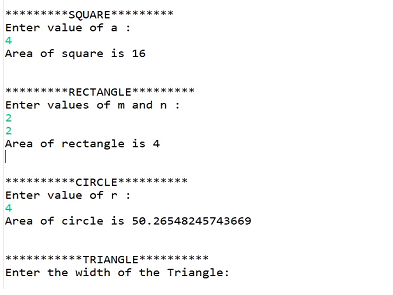 *********SQUARE*********
Enter value of a :
4
Area of square is 16
*********RECTANGLE*********
Enter values of m and n :
2
2
Area of rectangle is 4
**********CIRCLE**********
Enter value of r :
4
Area of circle is 50.26548245743669
***********TRIANGLE**********
Enter the width of the Triangle: